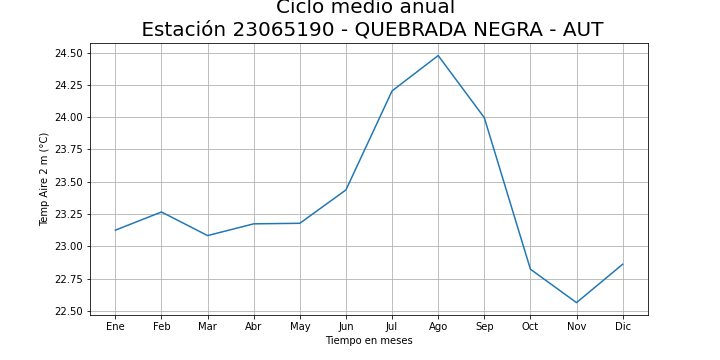 Ciclo medio anual
Estación 23065190 - QUEBRADA NEGRA - AUT
24.50
24.25
24.00
23.75
23.50
23.25
23.00
22.75
22.50
Temp Aire 2 m (°C)
Ene Feb Mar Abr May Jun Jul Ago Sep Oct Nov Dic
Tiempo en meses